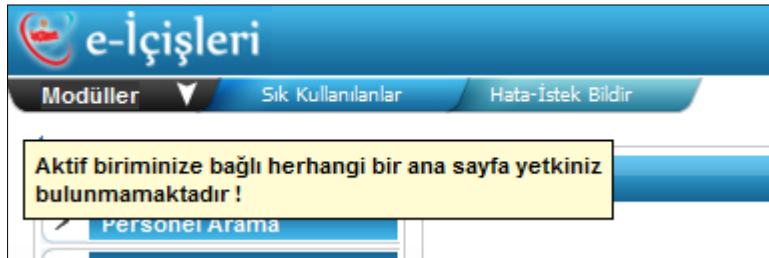 e-İçişleri
Modüller Sık Kullanılanlar Hata-İstek Bildir
Aktif biriminize bağlı herhangi bir ana sayfa yetkiniz
bulunmamaktadır !
Personel Arama